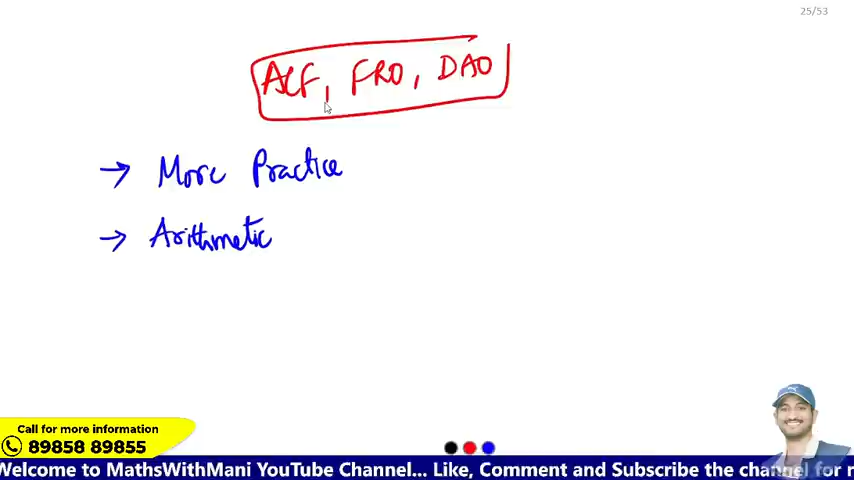 25/53
ACF, FRO, DAO
→ More Practice
→ Arithmetic
Call for more information
89858 89855
Welcome to MathsWithMani YouTube Channel... Like, Comment and Subscribe the channel for r